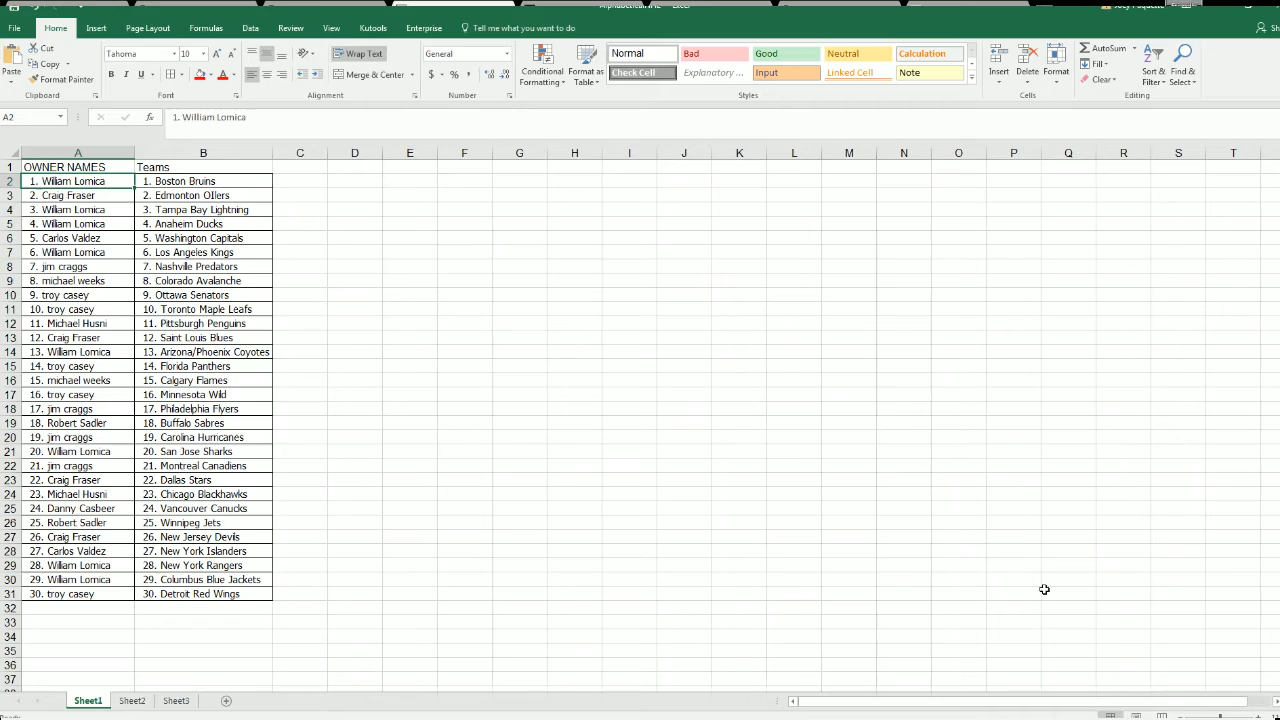 File Home Insert Page Layout Formulas Data Review View Kutools Enterprise Tell me what you want to do
Cut
Copy
Format Painter
Paste
Clipboard
Tahoma 10
B I U
Font
Wrap Text
Merge & Center
Alignment
General
$ % ,
Number
Conditional Formatting
Format as Table
Normal Bad Good Neutral Calculation
Check Cell Explanatory ... Input Linked Cell Note
Styles
Insert Delete Format
Cells
AutoSum
Fill
Clear
Sort & Filter
Find & Select
Editing
A2 fx 1. William Lomica
A B C D E F G H I J K L M N O P Q R S T
1 OWNER NAMES Teams
2 1. William Lomica 1. Boston Bruins
3 2. Craig Fraser 2. Edmonton OIlers
4 3. William Lomica 3. Tampa Bay Lightning
5 4. William Lomica 4. Anaheim Ducks
6 5. Carlos Valdez 5. Washington Capitals
7 6. William Lomica 6. Los Angeles Kings
8 7. jim craggs 7. Nashville Predators
9 8. michael weeks 8. Colorado Avalanche
10 9. troy casey 9. Ottawa Senators
11 10. troy casey 10. Toronto Maple Leafs
12 11. Michael Husni 11. Pittsburgh Penguins
13 12. Craig Fraser 12. Saint Louis Blues
14 13. William Lomica 13. Arizona/Phoenix Coyotes
15 14. troy casey 14. Florida Panthers
16 15. michael weeks 15. Calgary Flames
17 16. troy casey 16. Minnesota Wild
18 17. jim craggs 17. Philadelphia Flyers
19 18. Robert Sadler 18. Buffalo Sabres
20 19. jim craggs 19. Carolina Hurricanes
21 20. William Lomica 20. San Jose Sharks
22 21. jim craggs 21. Montreal Canadiens
23 22. Craig Fraser 22. Dallas Stars
24 23. Michael Husni 23. Chicago Blackhawks
25 24. Danny Casbeer 24. Vancouver Canucks
26 25. Robert Sadler 25. Winnipeg Jets
27 26. Craig Fraser 26. New Jersey Devils
28 27. Carlos Valdez 27. New York Islanders
29 28. William Lomica 28. New York Rangers
30 29. William Lomica 29. Columbus Blue Jackets
31 30. troy casey 30. Detroit Red Wings
32
33
34
35
36
37
Sheet1 Sheet2 Sheet3